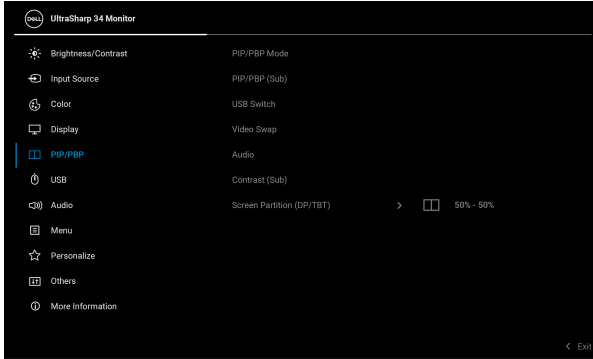 DELL UltraSharp 34 Monitor
Brightness/Contrast PIP/PBP Mode
Input Source PIP/PBP (Sub)
Color USB Switch
Display Video Swap
PIP/PBP Audio
USB Contrast (Sub)
Audio Screen Partition (DP/TBT) 50% - 50%
Menu
Personalize
Others
More Information
Exit